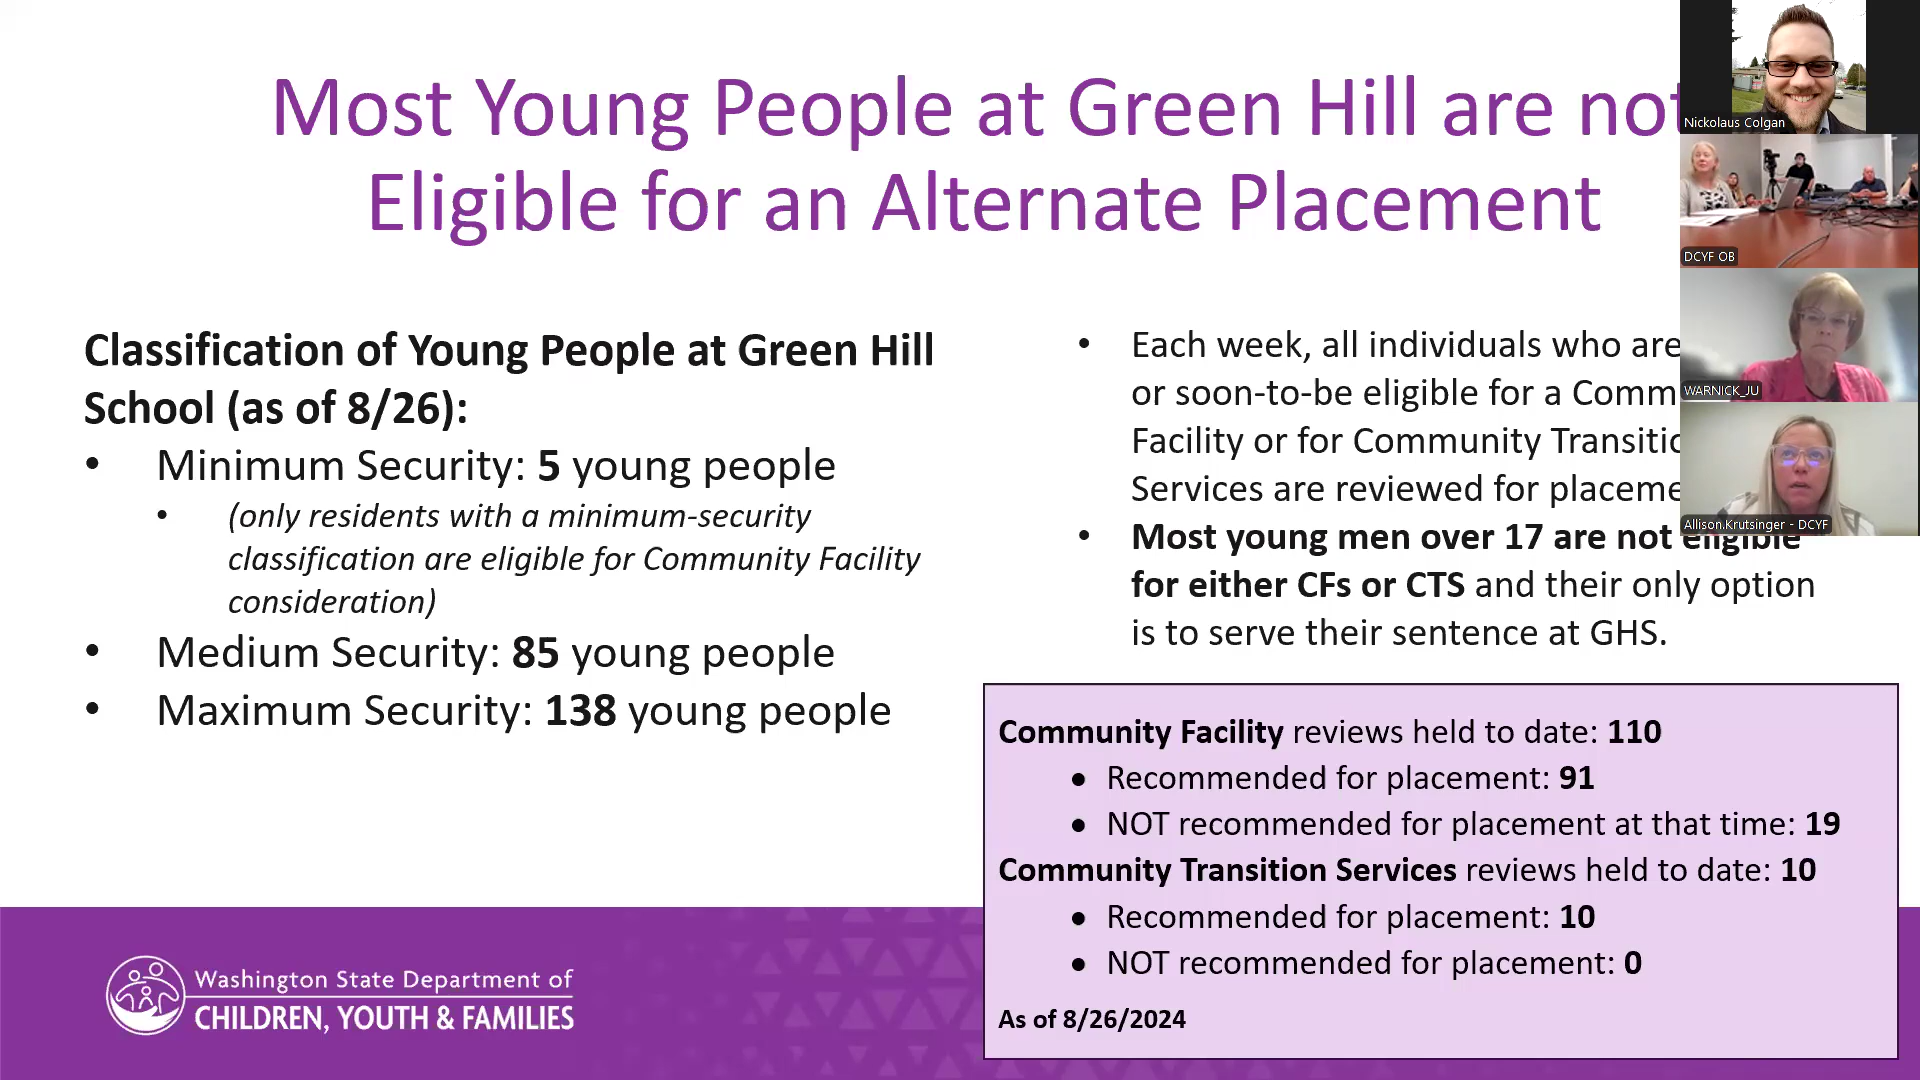 Most Young People at Green Hill are not
Eligible for an Alternate Placement
Classification of Young People at Green Hill
School (as of 8/26):
• Minimum Security: 5 young people
• (only residents with a minimum-security
classification are eligible for Community Facility
consideration)
• Medium Security: 85 young people
• Maximum Security: 138 young people
• Each week, all individuals who are
or soon-to-be eligible for a Comm
Facility or for Community Transitio
Services are reviewed for placeme
• Most young men over 17 are not eligible
for either CFs or CTS and their only option
is to serve their sentence at GHS.
Community Facility reviews held to date: 110
• Recommended for placement: 91
• NOT recommended for placement at that time: 19
Community Transition Services reviews held to date: 10
• Recommended for placement: 10
• NOT recommended for placement: 0
As of 8/26/2024
Washington State Department of
CHILDREN, YOUTH & FAMILIES
Nickolaus Colgan
DCYF OB
WARNICK_JU
Allison.Krutsinger - DCYF